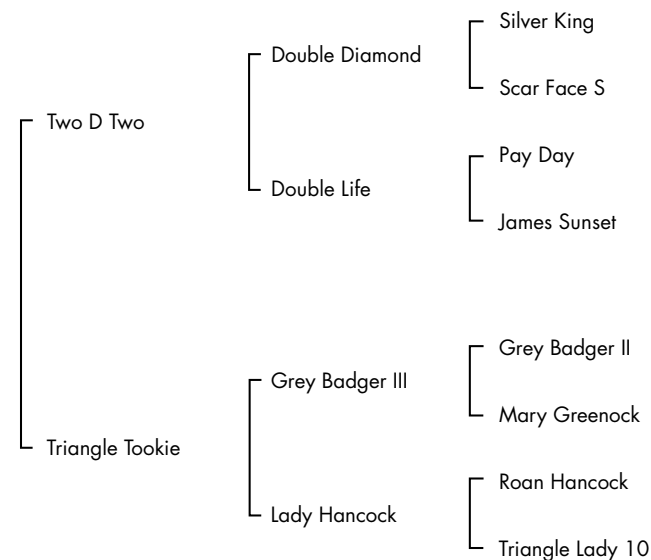 Silver King
Double Diamond
Scar Face S
Two D Two
Pay Day
Double Life
James Sunset
Grey Badger II
Grey Badger III
Mary Greenock
Triangle Tookie
Roan Hancock
Lady Hancock
Triangle Lady 10